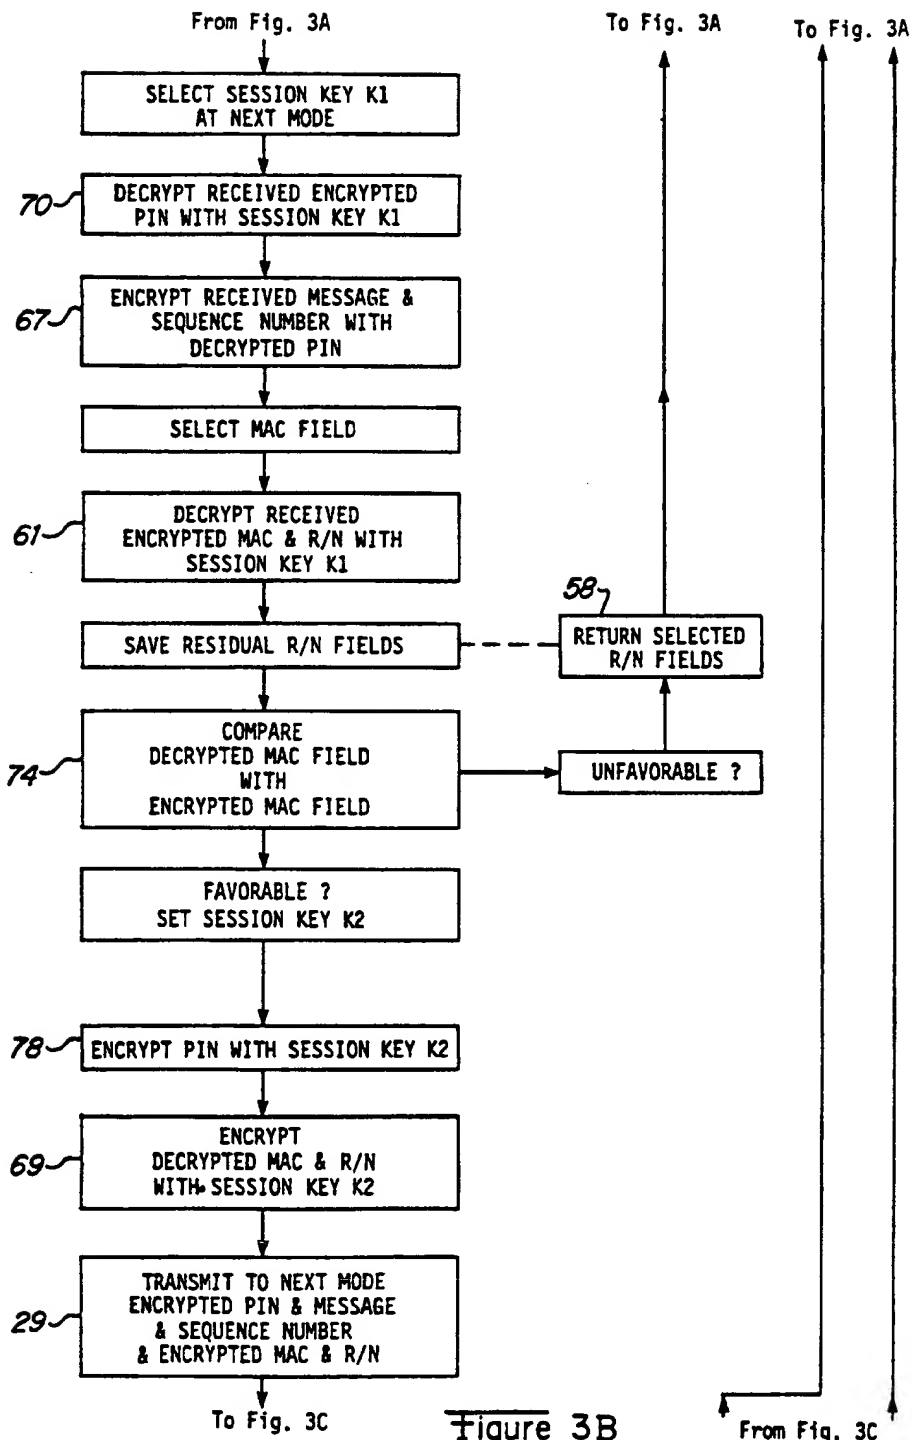 From Fig. 3A
To Fig. 3A
To Fig. 3A
SELECT SESSION KEY K1
AT NEXT MODE
70
DECRYPT RECEIVED ENCRYPTED
PIN WITH SESSION KEY K1
67
ENCRYPT RECEIVED MESSAGE &
SEQUENCE NUMBER WITH
DECRYPTED PIN
SELECT MAC FIELD
61
DECRYPT RECEIVED
ENCRYPTED MAC & R/N WITH
SESSION KEY K1
SAVE RESIDUAL R/N FIELDS
58
RETURN SELECTED
R/N FIELDS
74
COMPARE
DECRYPTED MAC FIELD
WITH
ENCRYPTED MAC FIELD
UNFAVORABLE ?
FAVORABLE ?
SET SESSION KEY K2
78
ENCRYPT PIN WITH SESSION KEY K2
69
ENCRYPT
DECRYPTED MAC & R/N
WITH SESSION KEY K2
29
TRANSMIT TO NEXT MODE
ENCRYPTED PIN & MESSAGE
& SEQUENCE NUMBER
& ENCRYPTED MAC & R/N
To Fig. 3C
Figure 3B
From Fig. 3C